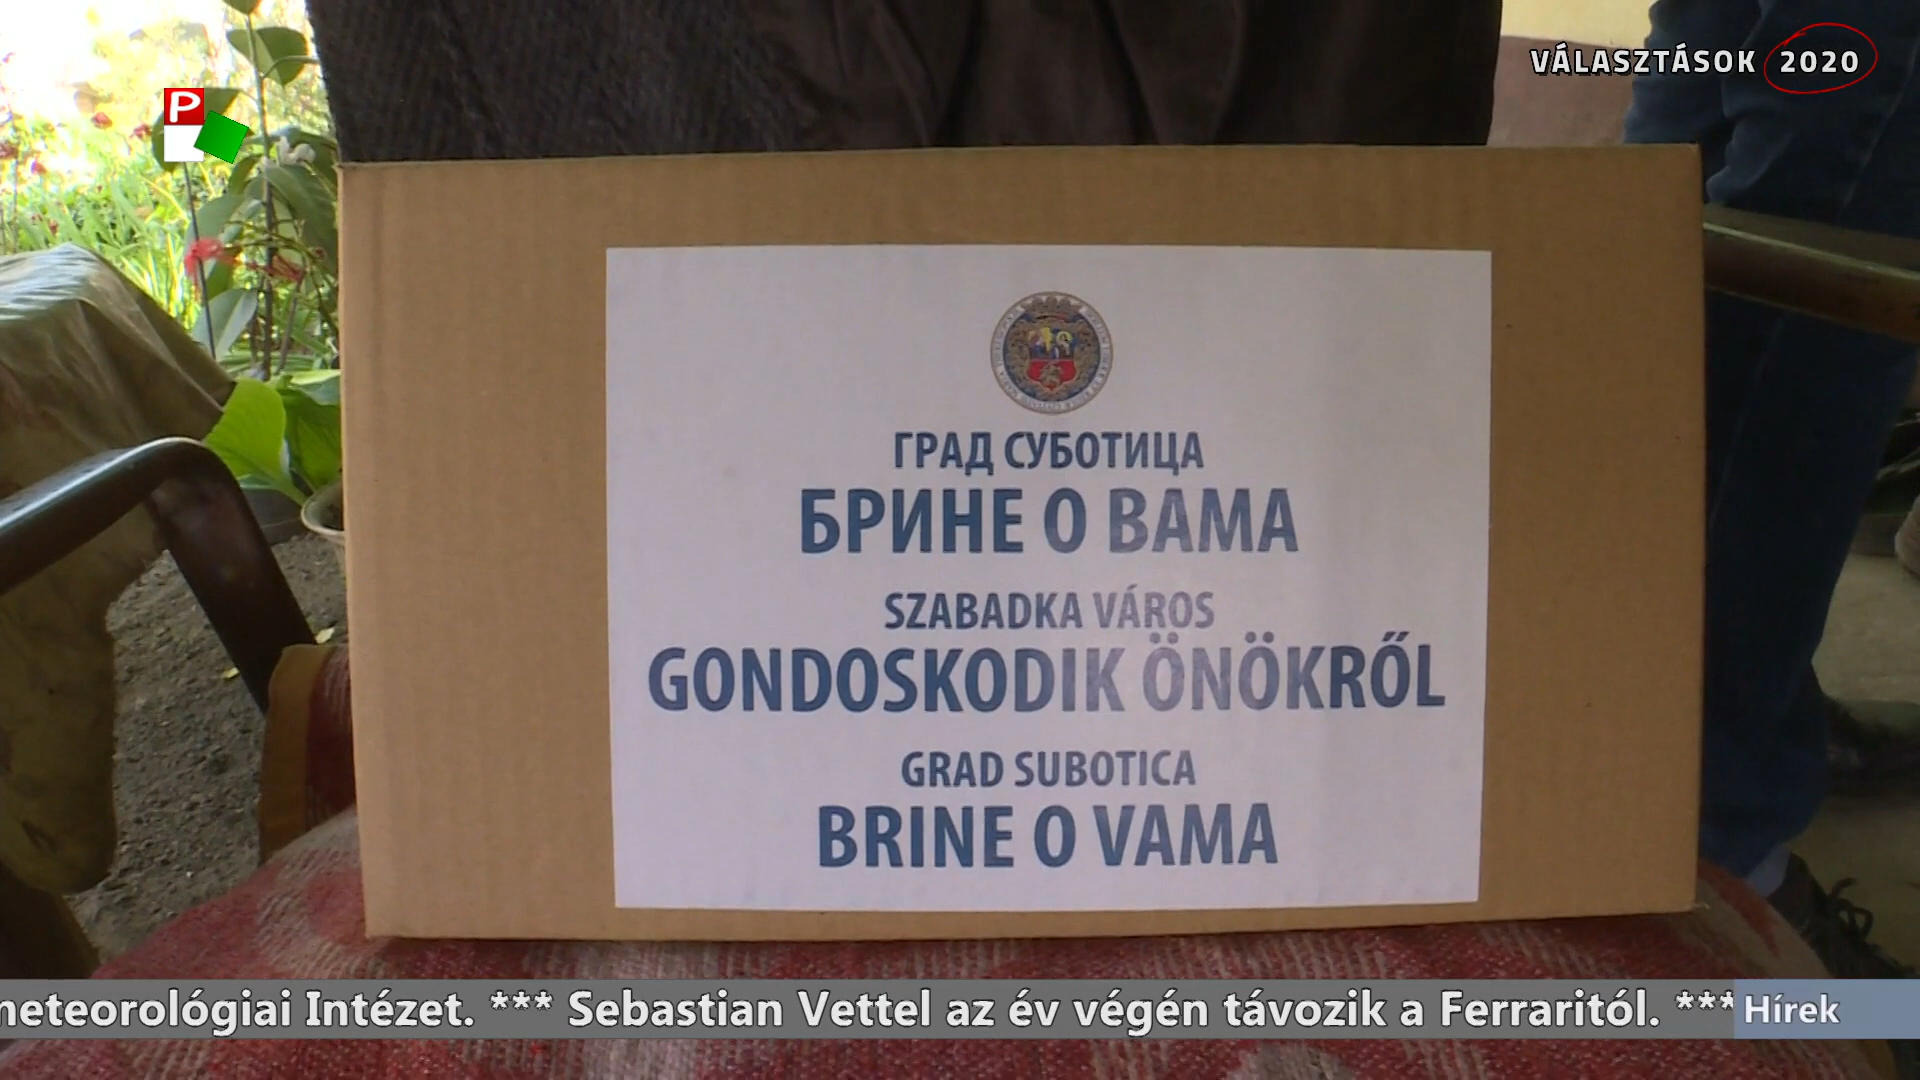 VÁLASZTÁSOK 2020
P
ГРАД СУБОТИЦА
БРИНЕ О ВАМА
SZABADKA VÁROS
GONDOSKODIK ÖNÖKRŐL
GRAD SUBOTICA
BRINE O VAMA
meteorológiai Intézet. *** Sebastian Vettel az év végén távozik a Ferraritól. *** Hírek